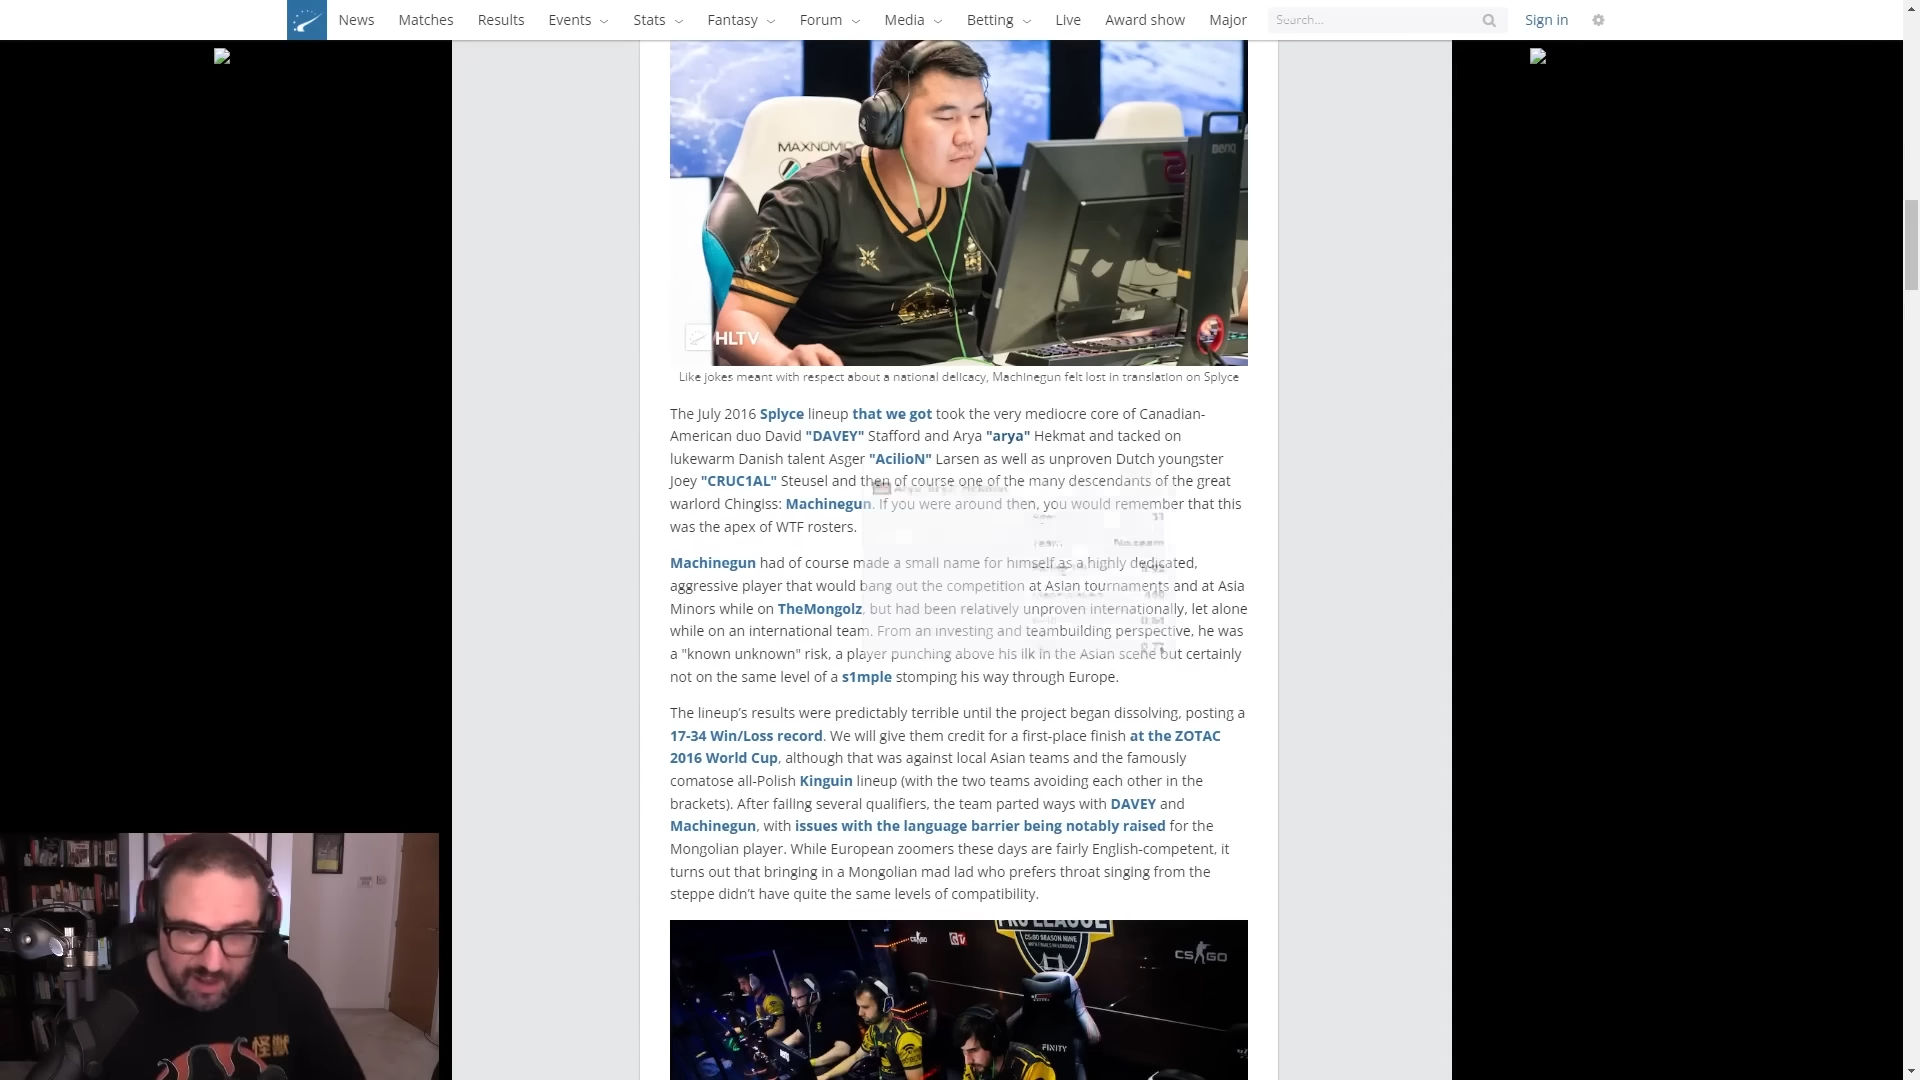 News Matches Results Events Stats Fantasy Forum Media Betting Live Award show Major Search... Sign in
MAXNOMIC
BenQ
HLTV
Like jokes meant with respect about a national delicacy, Machinegun felt lost in translation on Splyce
The July 2016 Splyce lineup that we got took the very mediocre core of Canadian-
American duo David "DAVEY" Stafford and Arya "arya" Hekmat and tacked on
lukewarm Danish talent Asger "AcilioN" Larsen as well as unproven Dutch youngster
Joey "CRUC1AL" Steusel and then of course one of the many descendants of the great
warlord Chingiss: Machinegun. If you were around then, you would remember that this
was the apex of WTF rosters.
Machinegun had of course made a small name for himself as a highly dedicated,
aggressive player that would bang out the competition at Asian tournaments and at Asia
Minors while on TheMongolz, but had been relatively unproven internationally, let alone
while on an international team. From an investing and teambuilding perspective, he was
a "known unknown" risk, a player punching above his ilk in the Asian scene but certainly
not on the same level of a s1mple stomping his way through Europe.
The lineup’s results were predictably terrible until the project began dissolving, posting a
17-34 Win/Loss record. We will give them credit for a first-place finish at the ZOTAC
2016 World Cup, although that was against local Asian teams and the famously
comatose all-Polish Kinguin lineup (with the two teams avoiding each other in the
brackets). After failing several qualifiers, the team parted ways with DAVEY and
Machinegun, with issues with the language barrier being notably raised for the
Mongolian player. While European zoomers these days are fairly English-competent, it
turns out that bringing in a Mongolian mad lad who prefers throat singing from the
steppe didn’t have quite the same levels of compatibility.
PRO LEAGUE
CS:GO SEASON NINE
CS:GO
怪獣